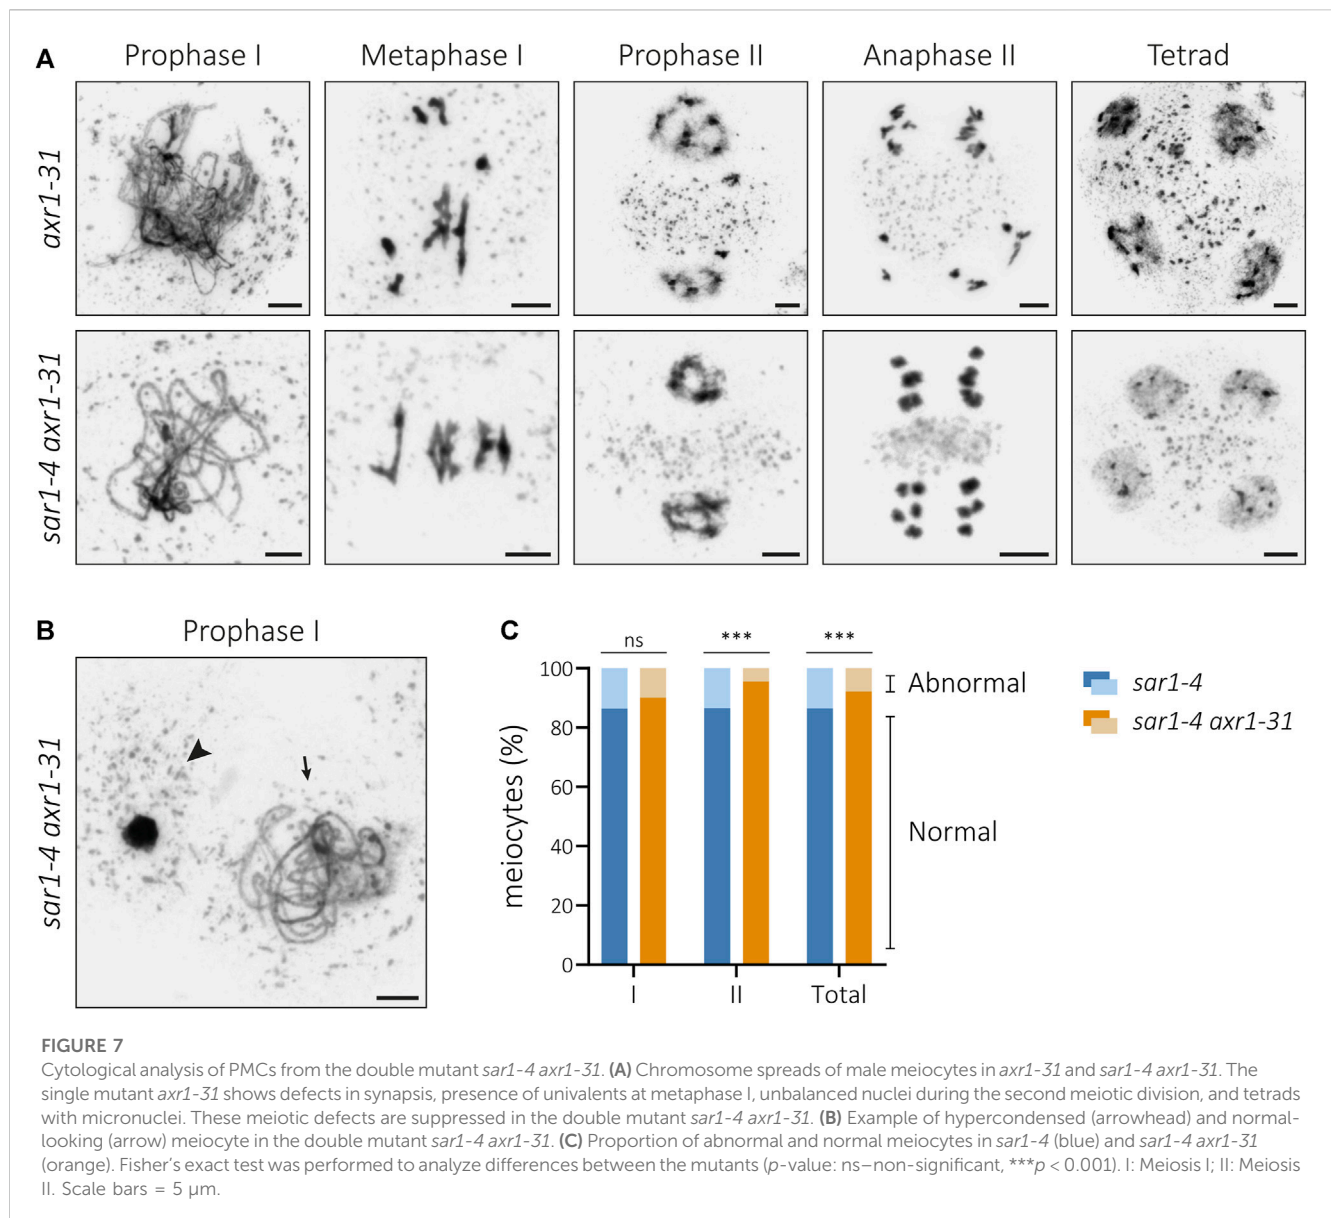 A
Prophase I
Metaphase I
Prophase II
Anaphase II
Tetrad
axr1-31
sar1-4 axr1-31
B
Prophase I
sar1-4 axr1-31
C
ns
***
***
100
80
60
40
20
0
meiocytes (%)
I
II
Total
Abnormal
Normal
sar1-4
sar1-4 axr1-31
FIGURE 7
Cytological analysis of PMCs from the double mutant sar1-4 axr1-31. (A) Chromosome spreads of male meiocytes in axr1-31 and sar1-4 axr1-31. The
single mutant axr1-31 shows defects in synapsis, presence of univalents at metaphase I, unbalanced nuclei during the second meiotic division, and tetrads
with micronuclei. These meiotic defects are suppressed in the double mutant sar1-4 axr1-31. (B) Example of hypercondensed (arrowhead) and normal-
looking (arrow) meiocyte in the double mutant sar1-4 axr1-31. (C) Proportion of abnormal and normal meiocytes in sar1-4 (blue) and sar1-4 axr1-31
(orange). Fisher's exact test was performed to analyze differences between the mutants (p-value: ns–non-significant, ***p < 0.001). I: Meiosis I; II: Meiosis
II. Scale bars = 5 μm.